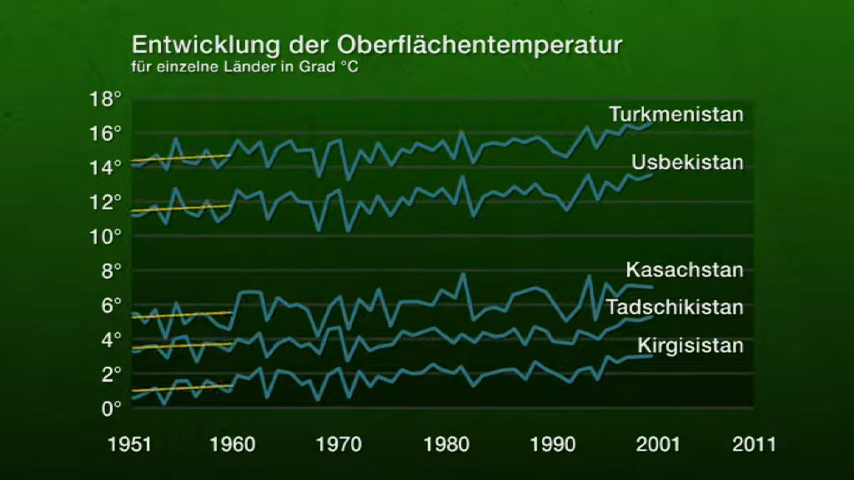 Entwicklung der Oberflächentemperatur
für einzelne Länder in Grad °C
18°
Turkmenistan
16°
Usbekistan
14°
12°
10°
Kasachstan
8°
6°
Tadschikistan
4°
Kirgisistan
2°
0°
1951 1960 1970 1980 1990 2001 2011